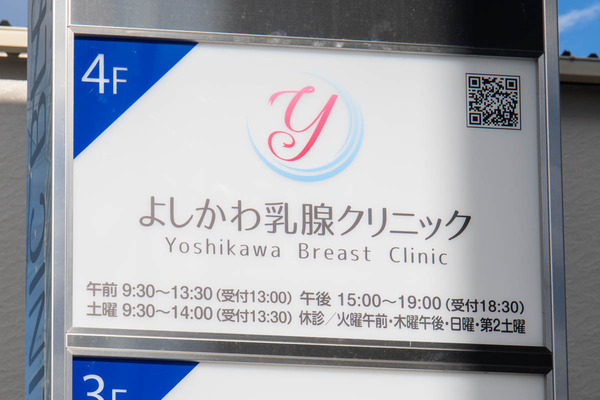 4F
y
よしかわ乳腺クリニック
Yoshikawa Breast Clinic
午前 9:30〜13:30（受付13:00） 午後 15:00〜19:00（受付18:30）
土曜 9:30〜14:00（受付13:30） 休診／火曜午前・木曜午後・日曜・第2土曜
3F